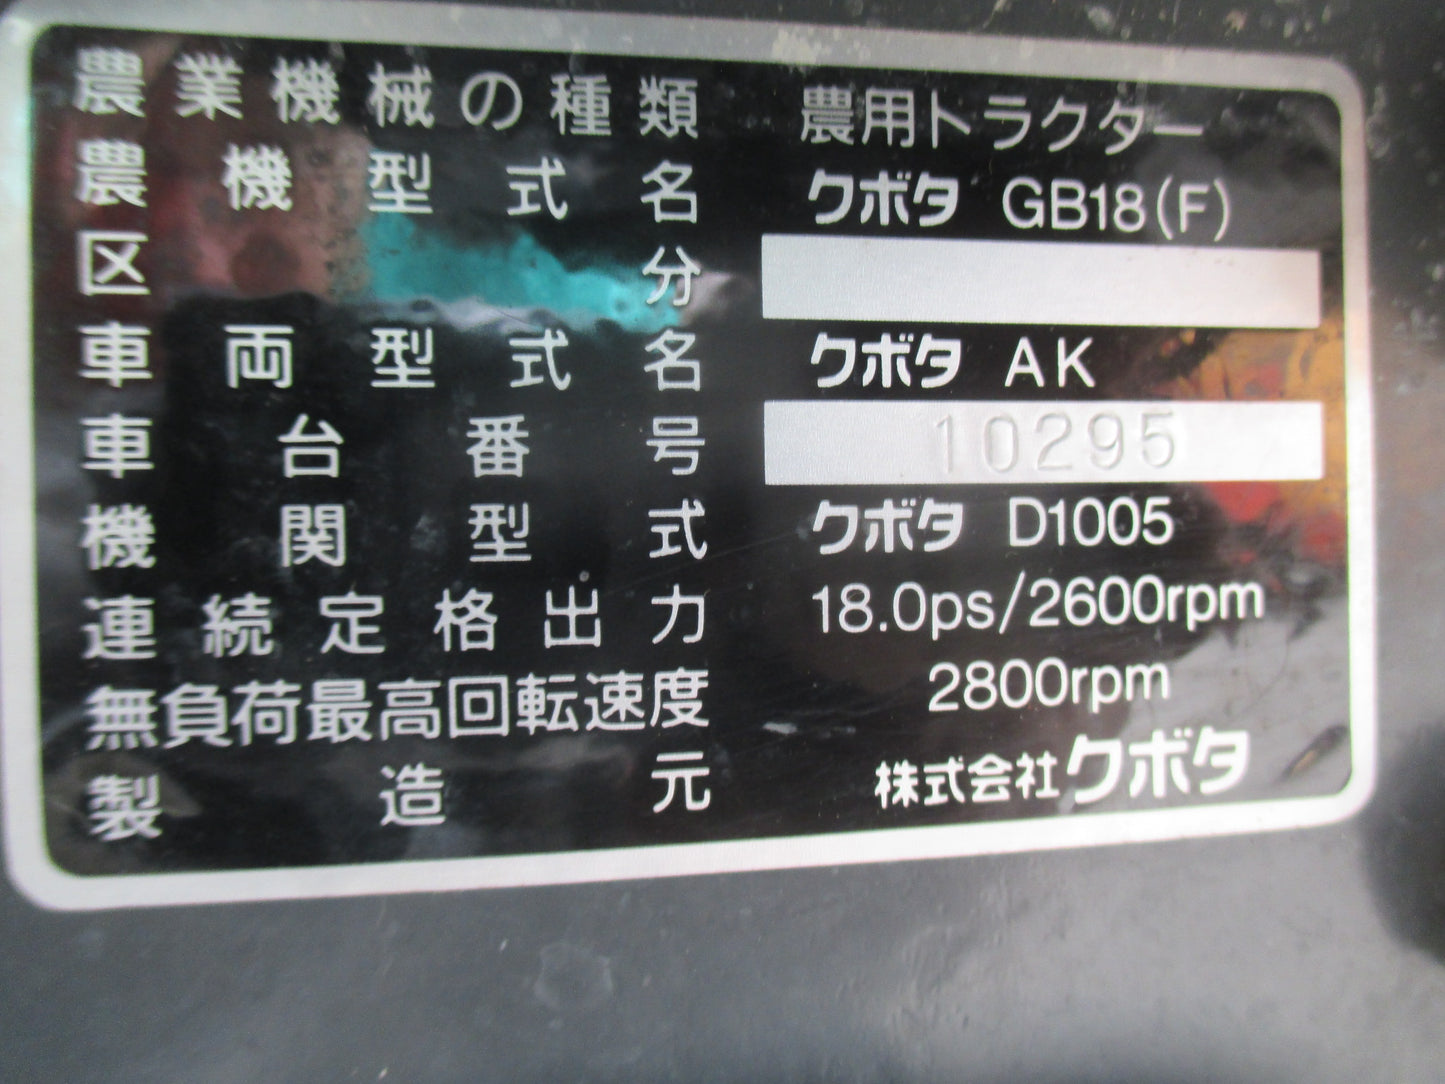 農業機械の種類 農用トラクター
農機型式名 クボタ GB18(F)
区分
車両型式名 クボタ AK
車台番号 10295
機関型式 クボタ D1005
連続定格出力 18.0ps/2600rpm
無負荷最高回転速度 2800rpm
製造元 株式会社クボタ